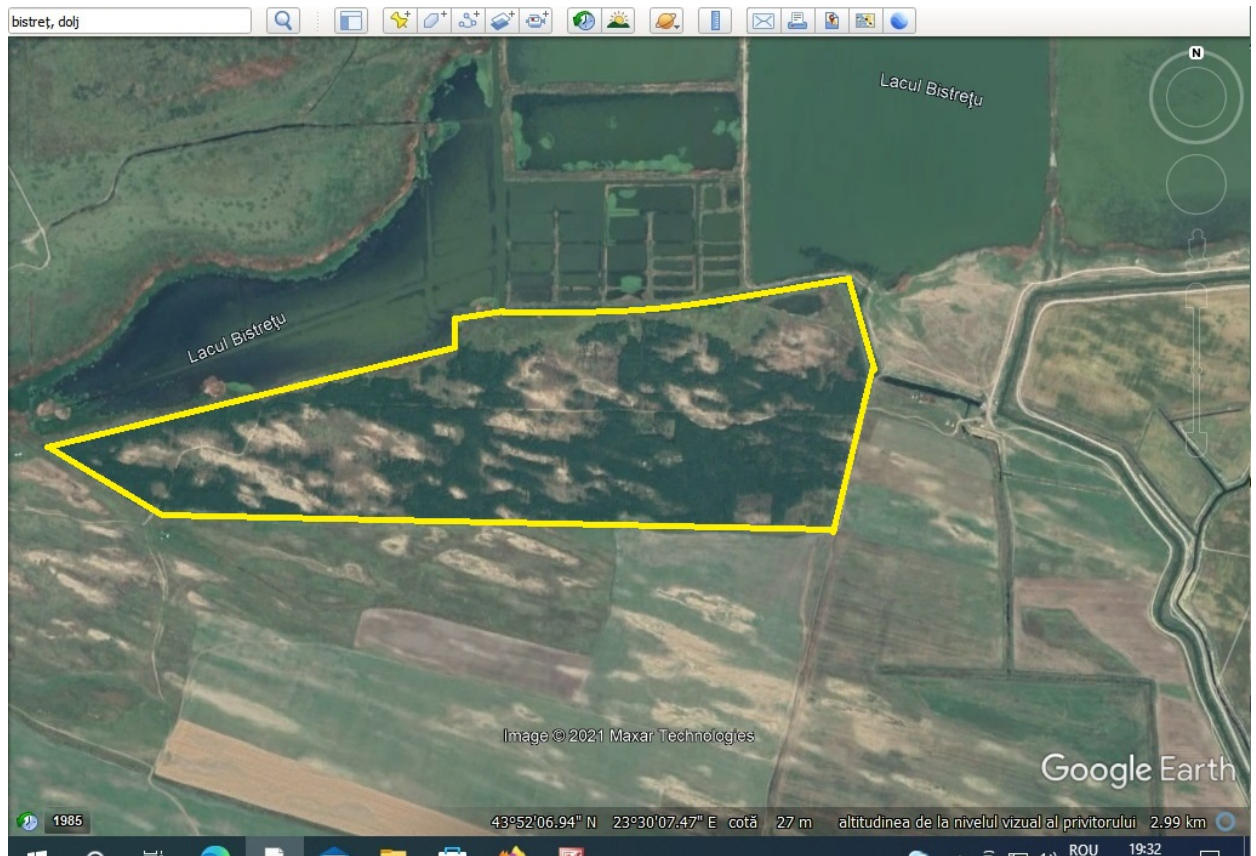 bistreț, dolj
N
Lacul Bistrețu
Lacul Bistrețu
Image © 2021 Maxar Technologies
Google Earth
1985
43°52'06.94" N 23°30'07.47" E cotă 27 m altitudinea de la nivelul vizual al privitorului 2.99 km
ROU
19:32